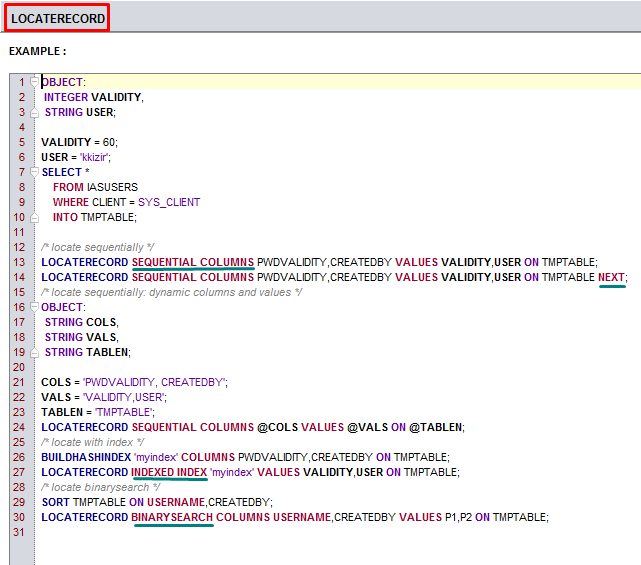 LOCATERECORD
EXAMPLE :
1 OBJECT:
2 INTEGER VALIDITY,
3 STRING USER;
4
5 VALIDITY = 60;
6 USER = 'kkizir';
7 SELECT *
8 FROM IASUSERS
9 WHERE CLIENT = SYS_CLIENT
10 INTO TMPTABLE;
11
12 /* locate sequentially */
13 LOCATERECORD SEQUENTIAL COLUMNS PWDVALIDITY,CREATEDBY VALUES VALIDITY,USER ON TMPTABLE;
14 LOCATERECORD SEQUENTIAL COLUMNS PWDVALIDITY,CREATEDBY VALUES VALIDITY,USER ON TMPTABLE NEXT;
15 /* locate sequentially: dynamic columns and values */
16 OBJECT:
17 STRING COLS,
18 STRING VALS,
19 STRING TABLEN;
20
21 COLS = 'PWDVALIDITY, CREATEDBY';
22 VALS = 'VALIDITY,USER';
23 TABLEN = 'TMPTABLE';
24 LOCATERECORD SEQUENTIAL COLUMNS @COLS VALUES @VALS ON @TABLEN;
25 /* locate with index */
26 BUILDHASHINDEX 'myindex' COLUMNS PWDVALIDITY,CREATEDBY ON TMPTABLE;
27 LOCATERECORD INDEXED INDEX 'myindex' VALUES VALIDITY,USER ON TMPTABLE;
28 /* locate binarysearch */
29 SORT TMPTABLE ON USERNAME,CREATEDBY;
30 LOCATERECORD BINARYSEARCH COLUMNS USERNAME,CREATEDBY VALUES P1,P2 ON TMPTABLE;
31